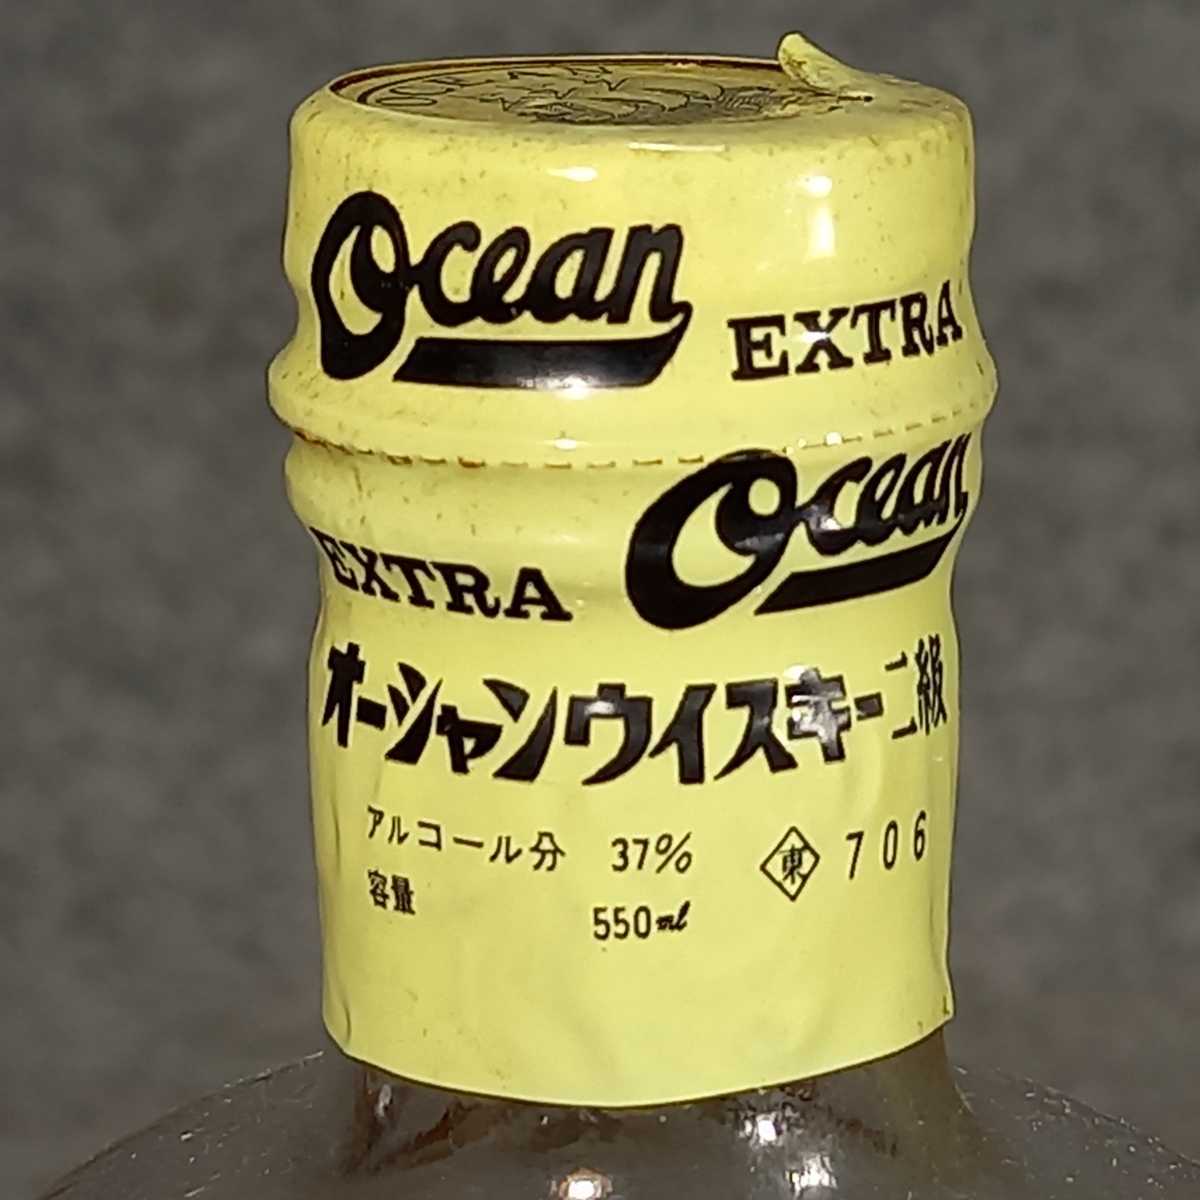 Ocean
EXTRA
EXTRA
Ocean
オーシャンウイスキー二級
アルコール分 37% 東 706
容量 550ml